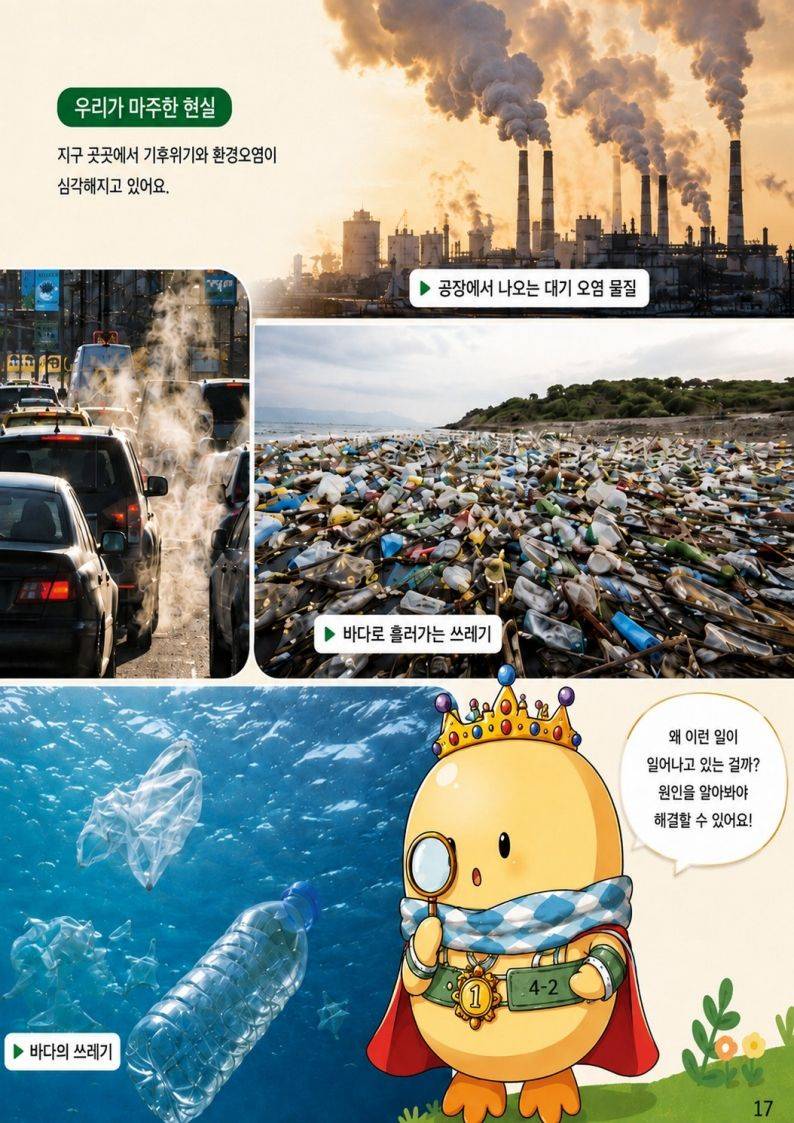 우리가 마주한 현실
지구 곳곳에서 기후위기와 환경오염이
심각해지고 있어요.
▶ 공장에서 나오는 대기 오염 물질
▶ 바다로 흘러가는 쓰레기
왜 이런 일이
일어나고 있는 걸까?
원인을 알아봐야
해결할 수 있어요!
1
4-2
▶ 바다의 쓰레기
17